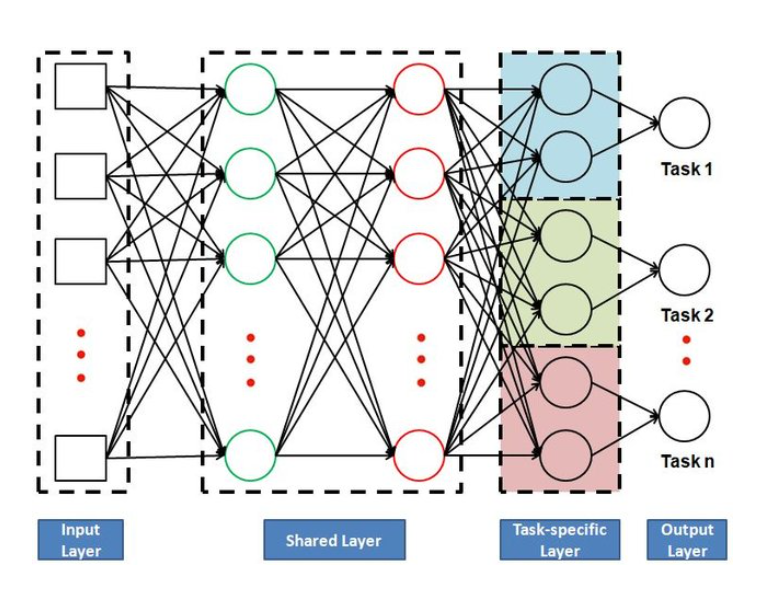 Task 1
Task 2
Task n
Input
Layer
Shared Layer
Task-specific
Layer
Output
Layer